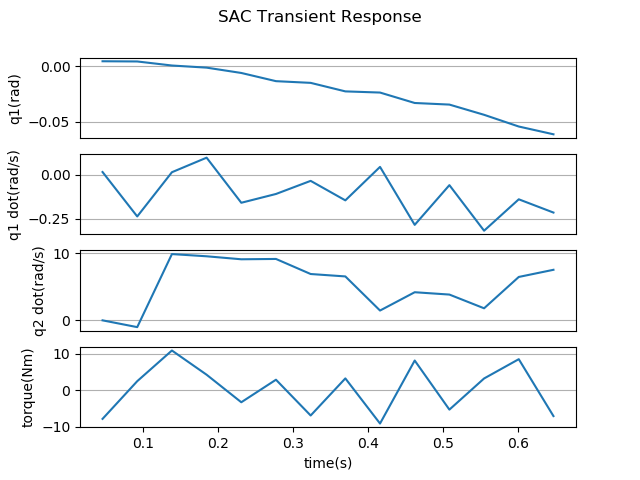 SAC Transient Response
0.00
−0.05
q1(rad)
0.00
−0.25
q1 dot(rad/s)
10
0
q2 dot(rad/s)
10
0
−10
torque(Nm)
0.1 0.2 0.3 0.4 0.5 0.6
time(s)